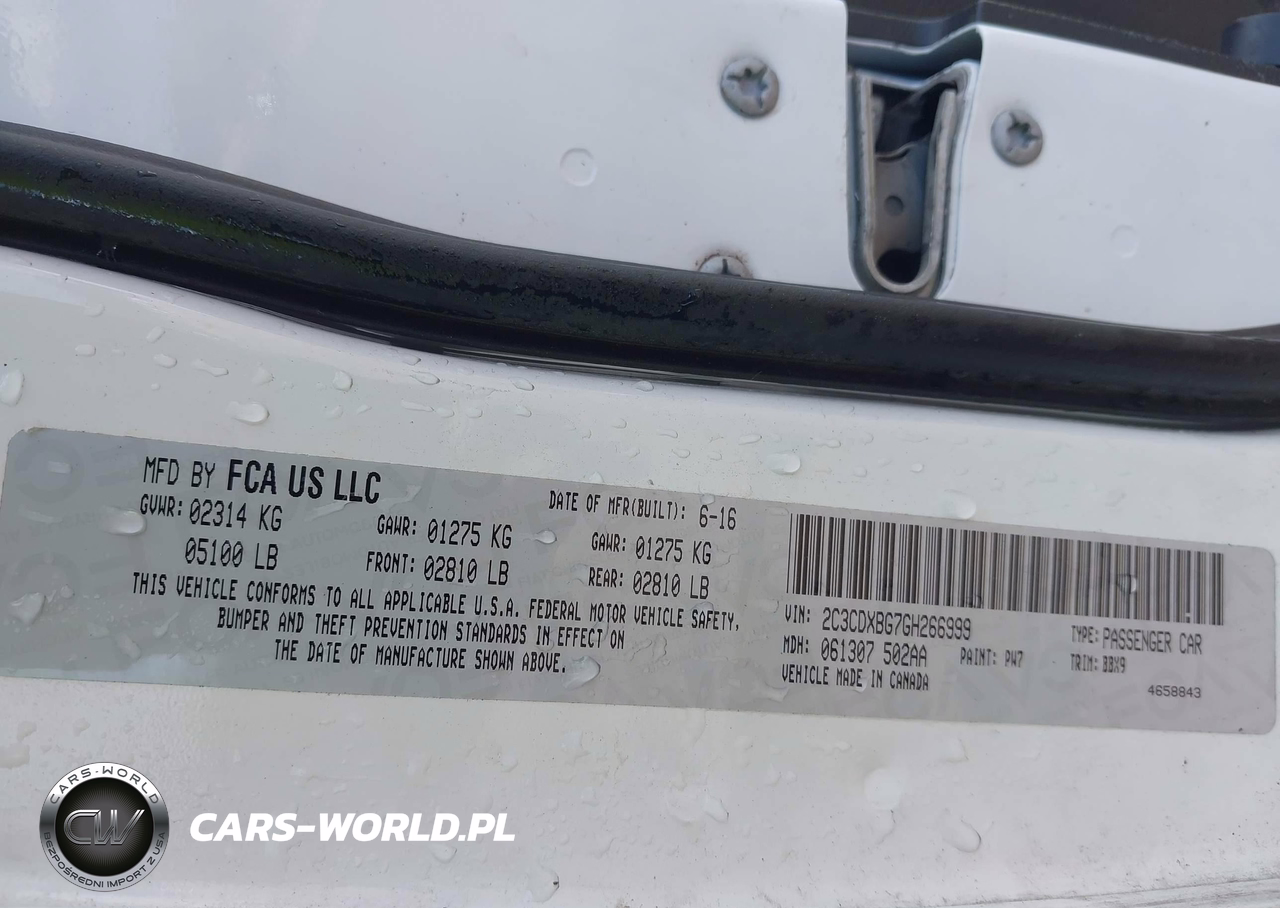 MFD BY FCA US LLC
DATE OF MFR(BUILT): 6-16
GVWR: 02314 KG
GAWR: 01275 KG
GAWR: 01275 KG
05100 LB
FRONT: 02810 LB
REAR: 02810 LB
THIS VEHICLE CONFORMS TO ALL APPLICABLE U.S.A. FEDERAL MOTOR VEHICLE SAFETY,
BUMPER AND THEFT PREVENTION STANDARDS IN EFFECT ON
THE DATE OF MANUFACTURE SHOWN ABOVE.
VIN: 2C3CDXBG7GH266999
TYPE: PASSENGER CAR
MDH: 061307 502AA
PAINT: PW7
TRIM: BBX9
VEHICLE MADE IN CANADA
4658843
CARS-WORLD
CW
BEZPOŚREDNI IMPORT Z USA
CARS-WORLD.PL